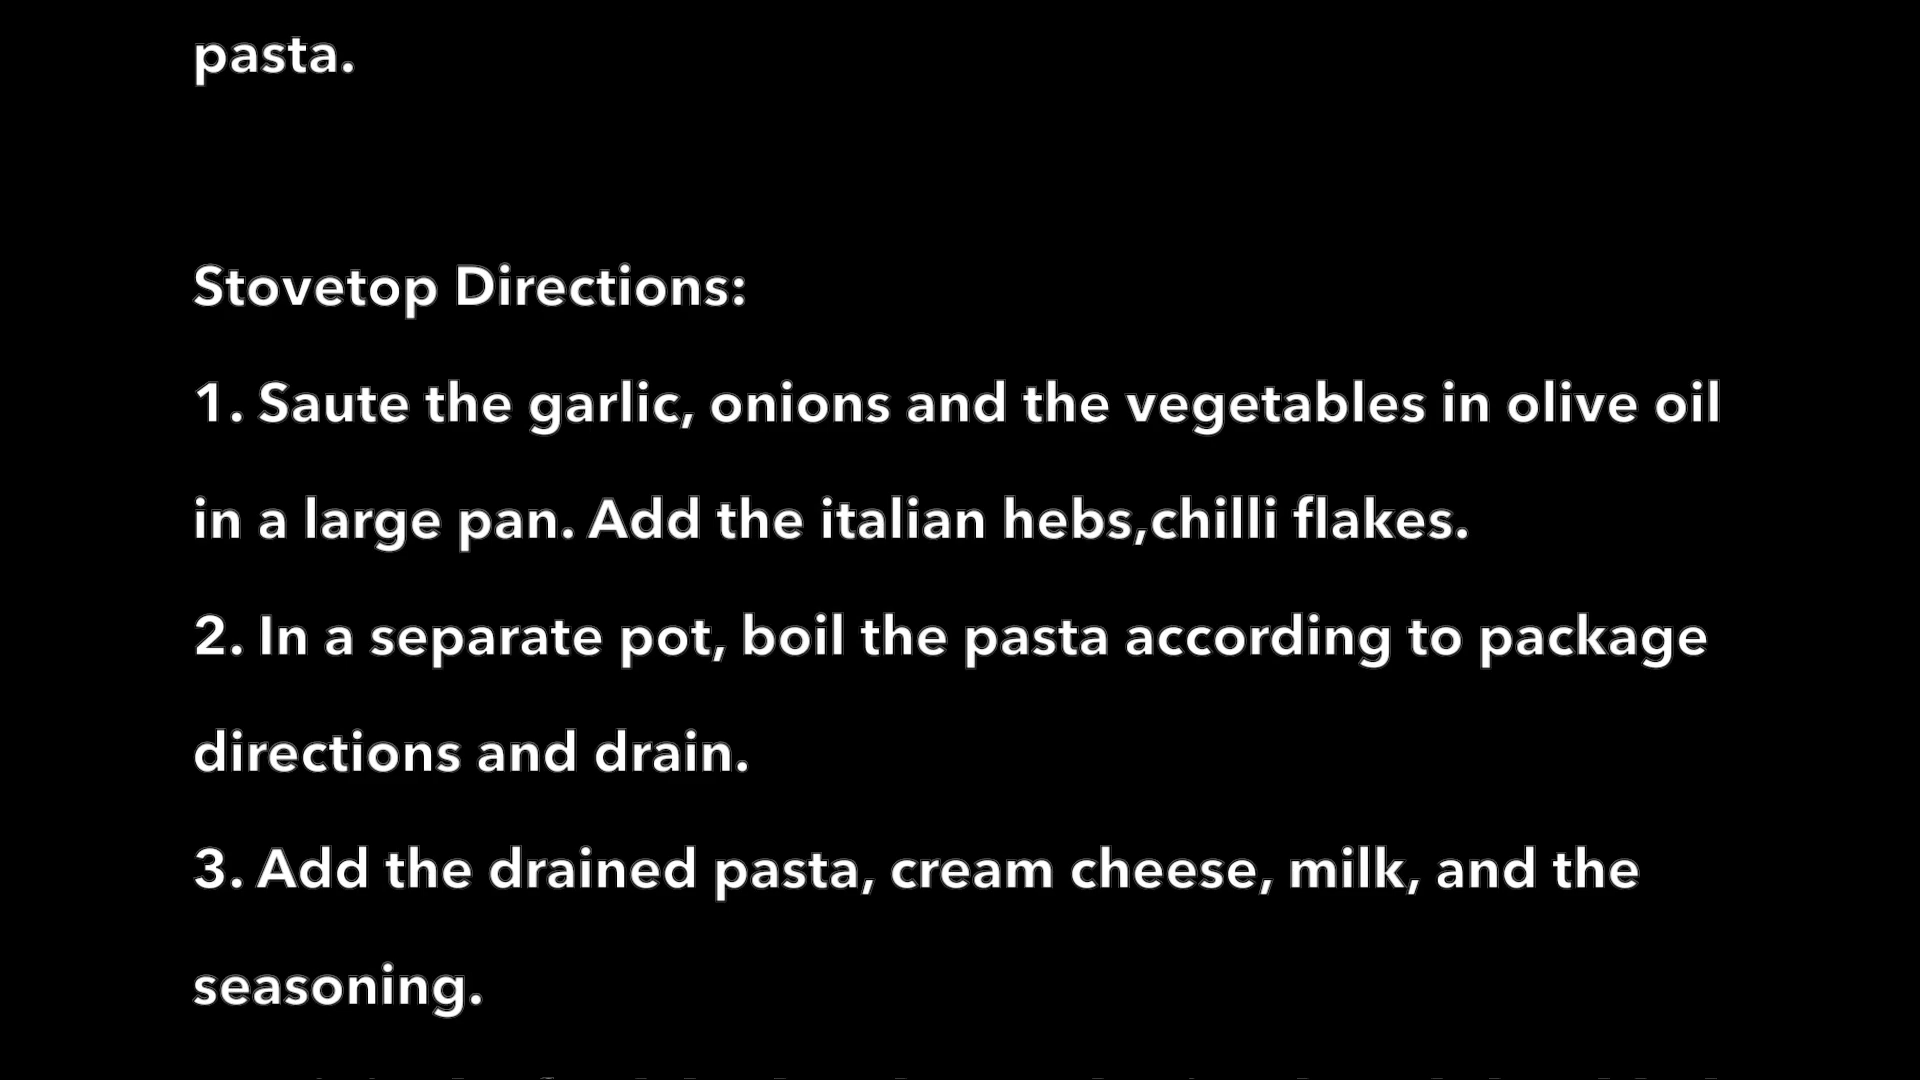 pasta.
Stovetop Directions:
1. Saute the garlic, onions and the vegetables in olive oil
in a large pan. Add the italian hebs,chilli flakes.
2. In a separate pot, boil the pasta according to package
directions and drain.
3. Add the drained pasta, cream cheese, milk, and the
seasoning.